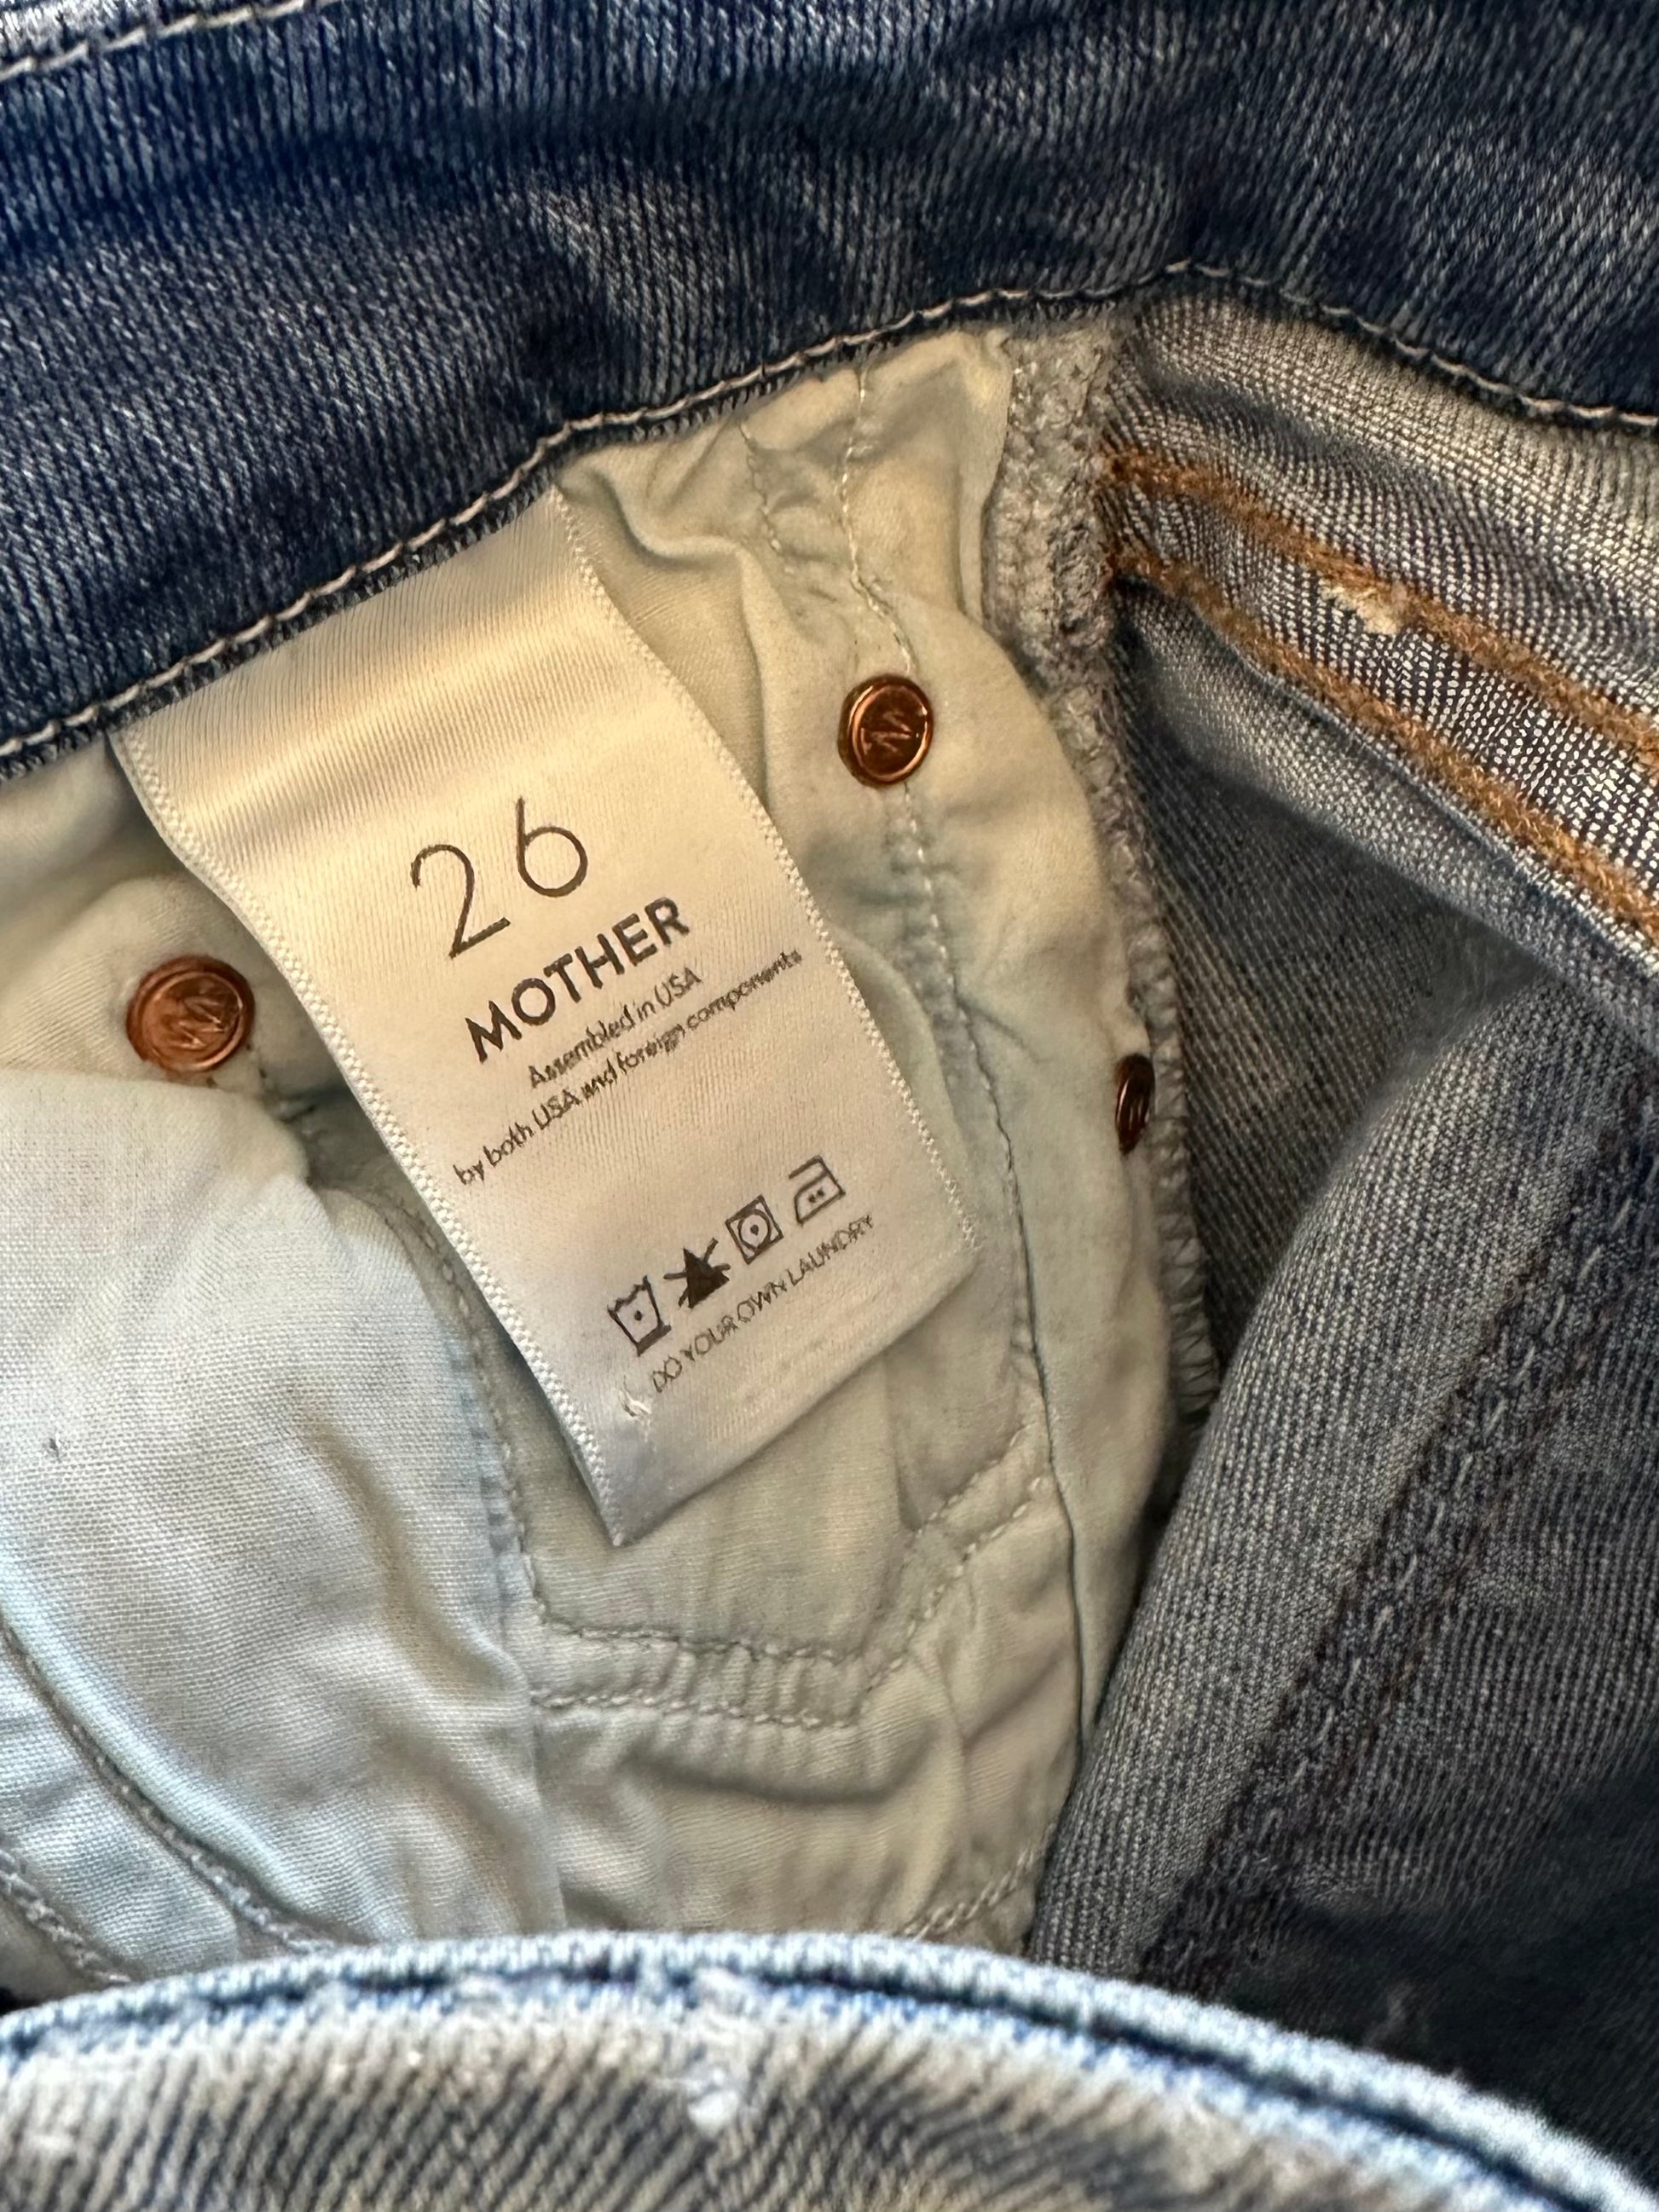 26
MOTHER
Assembled in USA
by both USA and foreign components
DO YOUR OWN LAUNDRY